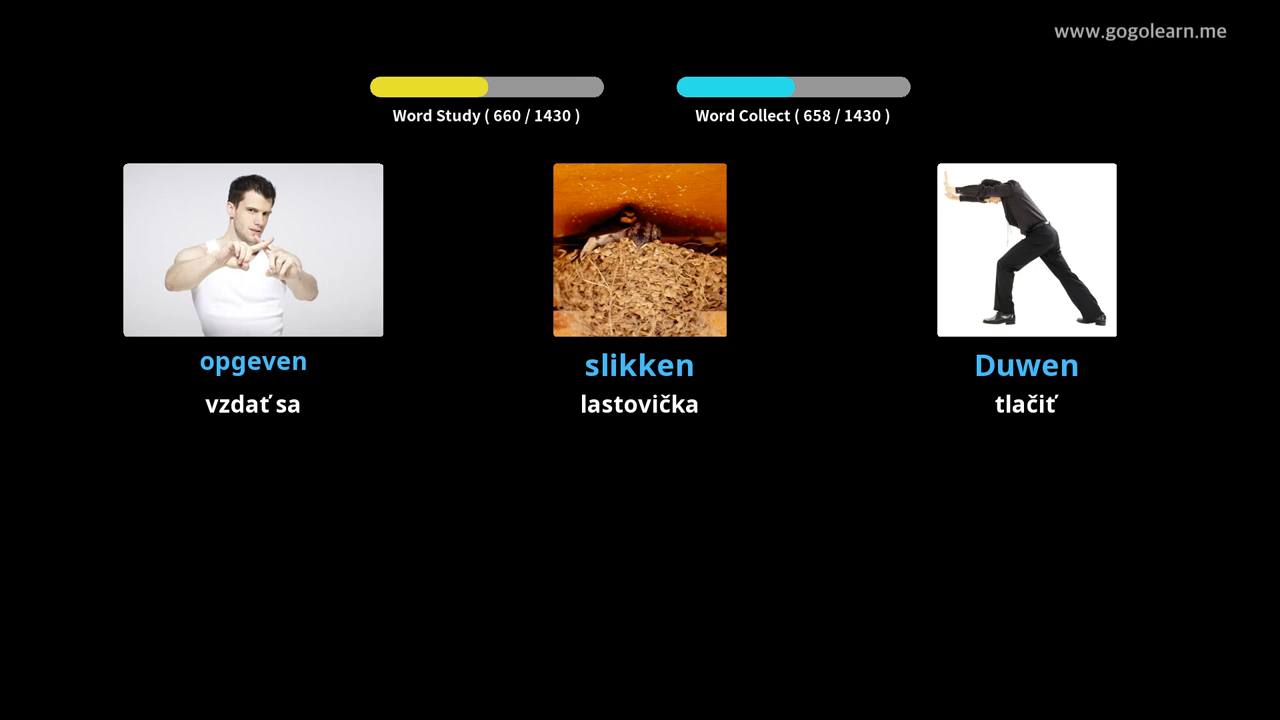 www.gogolearn.me
Word Study ( 660 / 1430 )
Word Collect ( 658 / 1430 )
opgeven
slikken
Duwen
vzdať sa
lastovička
tlačiť